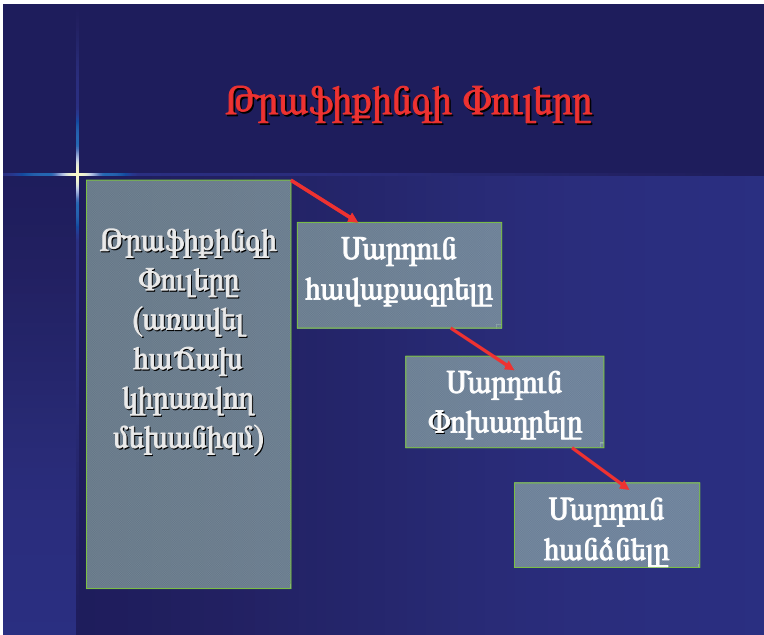 Թրաֆիքինգի Փուլերը
Թրաֆիքինգի
Փուլերը
(առավել
հաճախ
կիրառվող
մեխանիզմ)
Մարդուն
հավաքագրելը
Մարդուն
Փոխադրելը
Մարդուն
հանձնելը